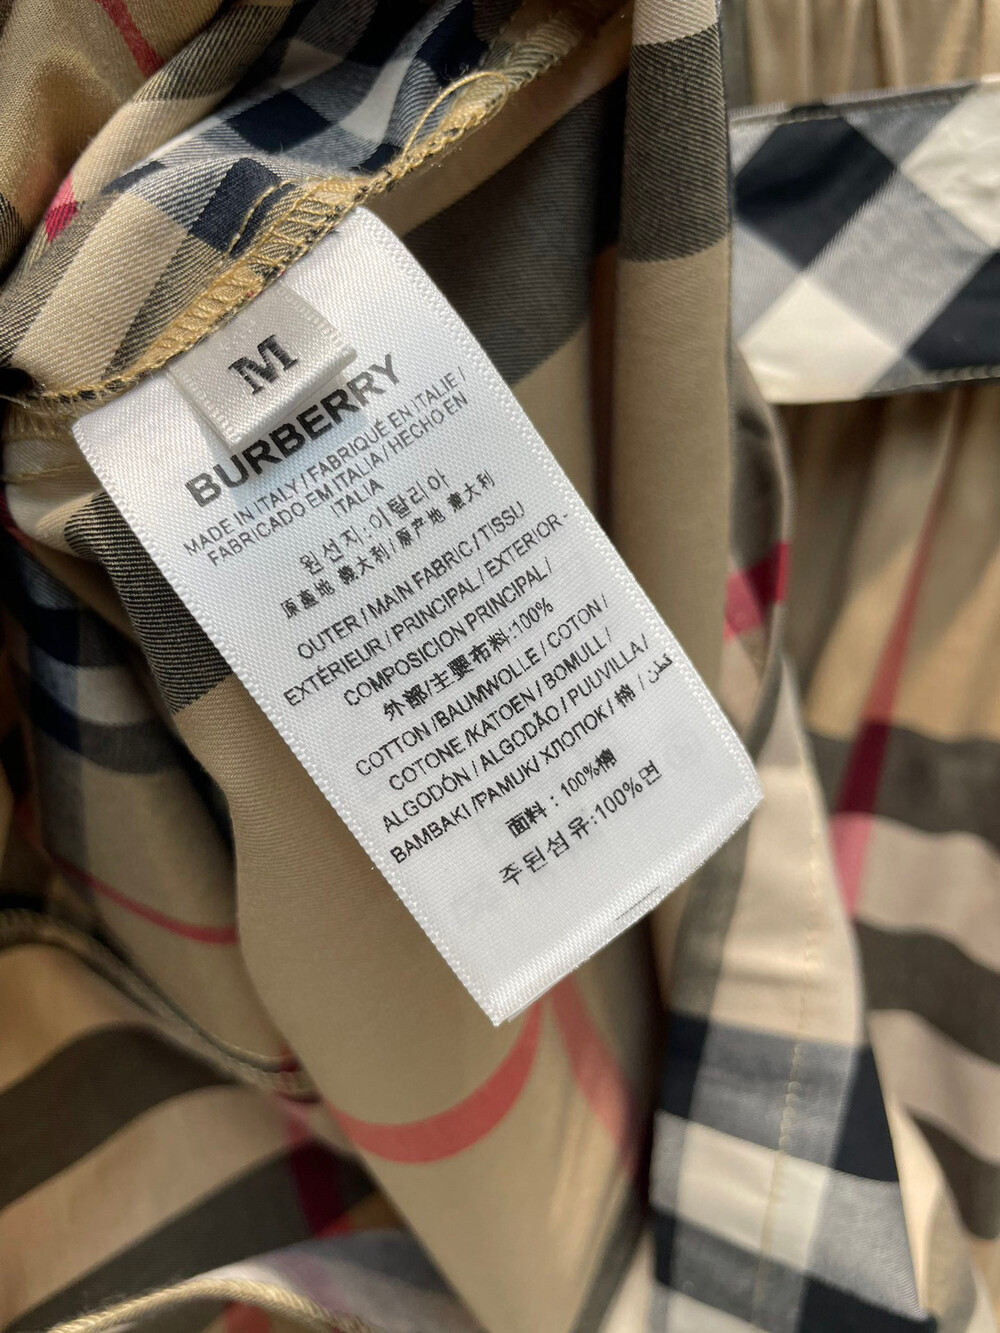 M
BURBERRY
MADE IN ITALY / FABRIQUÉ EN ITALIE /
FABRICADO EM ITALIA / HECHO EN
ITALIA
원산지:이탈리아
原產地 義大利 / 原产地 意大利
OUTER / MAIN FABRIC / TISSU
EXTÉRIEUR / PRINCIPAL / EXTERIOR -
COMPOSICION PRINCIPAL /
外部/主要布料:100%
COTTON / BAUMWOLLE / COTON /
COTONE / KATOEN / BOMULL /
ALGODÓN / ALGODÃO / PUUVILLA /
BAMBAKI / PAMUK / ХЛОПОК / 棉 / قطن
面料 : 100%棉
주된섬유:100%면